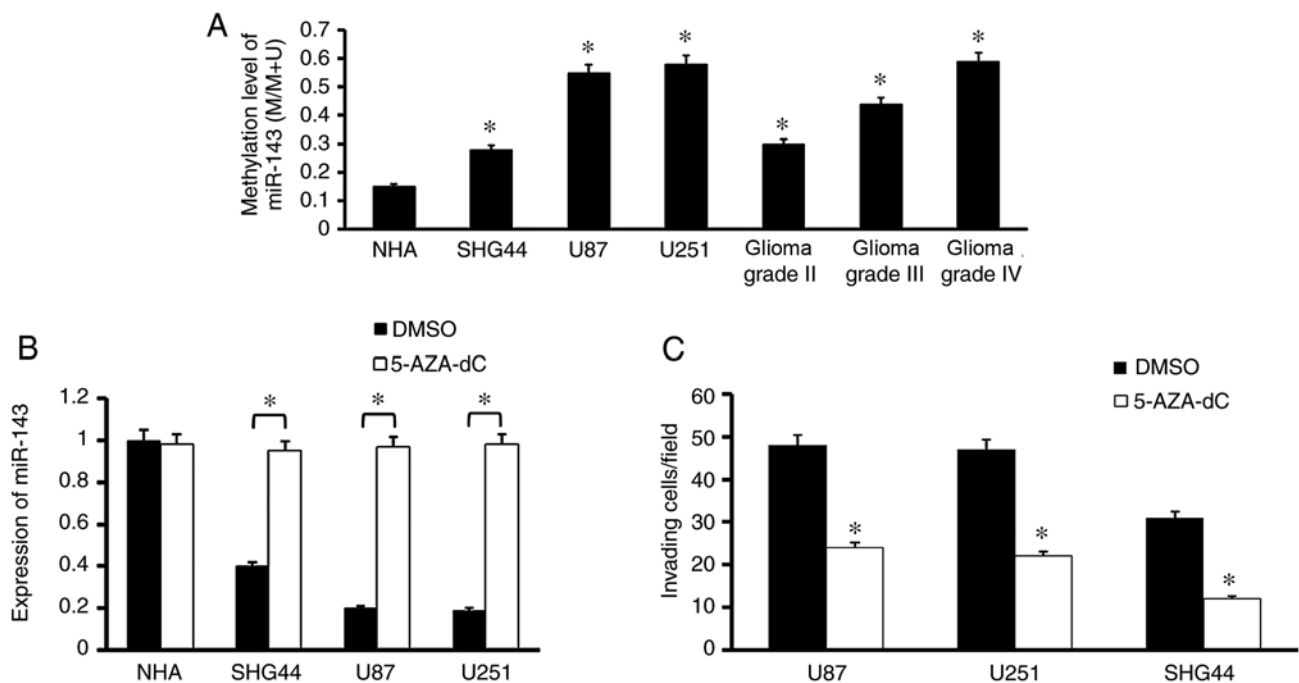 A
Methylation level of
miR-143 (M/M+U)
0.7
0.6
0.5
0.4
0.3
0.2
0.1
0
* * * * * *
NHA SHG44 U87 U251 Glioma grade II Glioma grade III Glioma grade IV
B
DMSO
5-AZA-dC
Expression of miR-143
1.2
1
0.8
0.6
0.4
0.2
0
* * *
NHA SHG44 U87 U251
C
DMSO
5-AZA-dC
Invading cells/field
60
50
40
30
20
10
0
* * *
U87 U251 SHG44